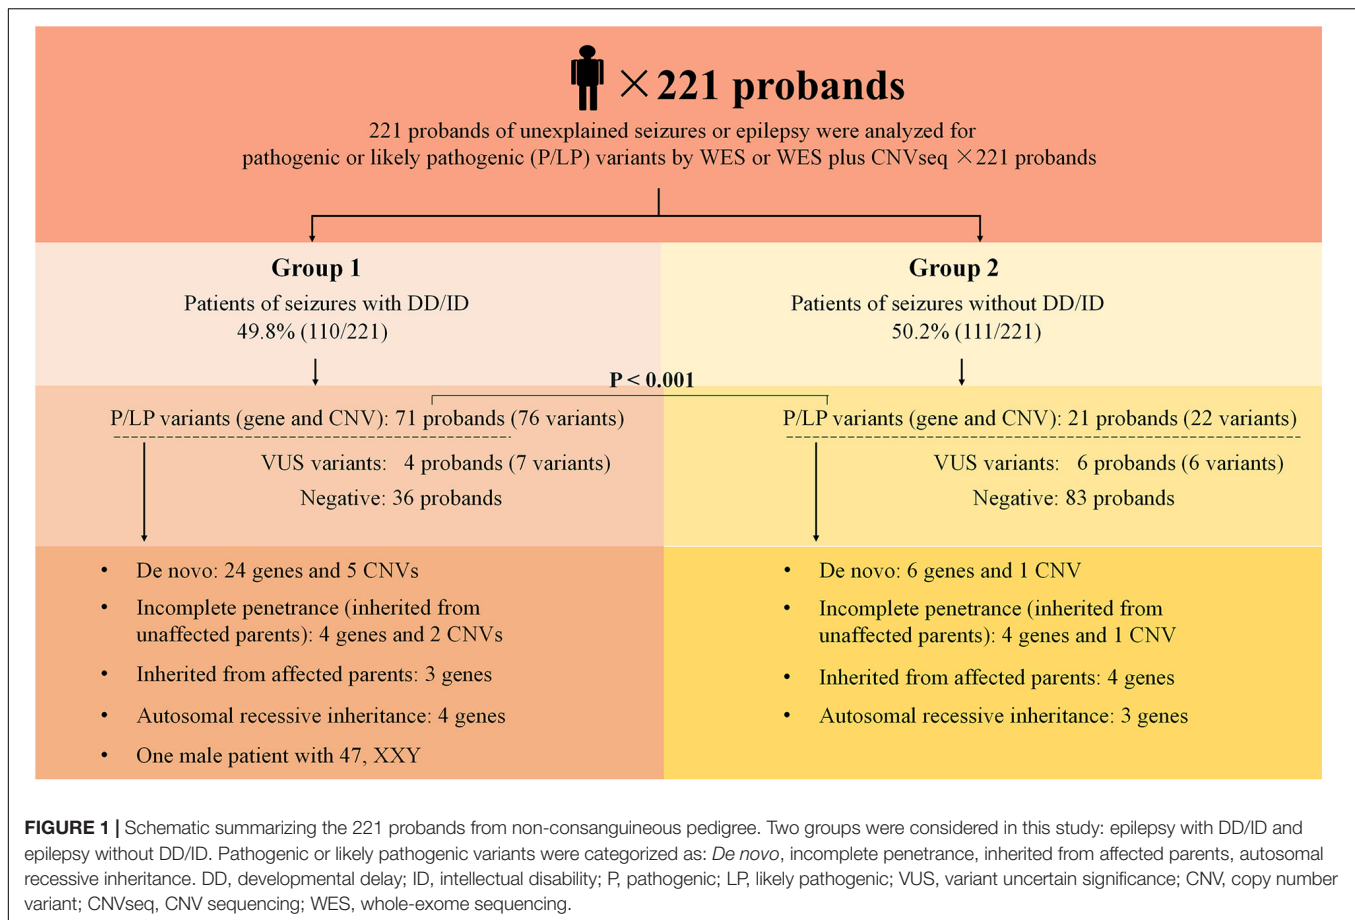 ×221 probands
221 probands of unexplained seizures or epilepsy were analyzed for
pathogenic or likely pathogenic (P/LP) variants by WES or WES plus CNVseq ×221 probands
Group 1
Patients of seizures with DD/ID
49.8% (110/221)
Group 2
Patients of seizures without DD/ID
50.2% (111/221)
P < 0.001
P/LP variants (gene and CNV): 71 probands (76 variants)
VUS variants: 4 probands (7 variants)
Negative: 36 probands
P/LP variants (gene and CNV): 21 probands (22 variants)
VUS variants: 6 probands (6 variants)
Negative: 83 probands
• De novo: 24 genes and 5 CNVs
• Incomplete penetrance (inherited from
unaffected parents): 4 genes and 2 CNVs
• Inherited from affected parents: 3 genes
• Autosomal recessive inheritance: 4 genes
• One male patient with 47, XXY
• De novo: 6 genes and 1 CNV
• Incomplete penetrance (inherited from
unaffected parents): 4 genes and 1 CNV
• Inherited from affected parents: 4 genes
• Autosomal recessive inheritance: 3 genes
FIGURE 1 | Schematic summarizing the 221 probands from non-consanguineous pedigree. Two groups were considered in this study: epilepsy with DD/ID and
epilepsy without DD/ID. Pathogenic or likely pathogenic variants were categorized as: De novo, incomplete penetrance, inherited from affected parents, autosomal
recessive inheritance. DD, developmental delay; ID, intellectual disability; P, pathogenic; LP, likely pathogenic; VUS, variant uncertain significance; CNV, copy number
variant; CNVseq, CNV sequencing; WES, whole-exome sequencing.